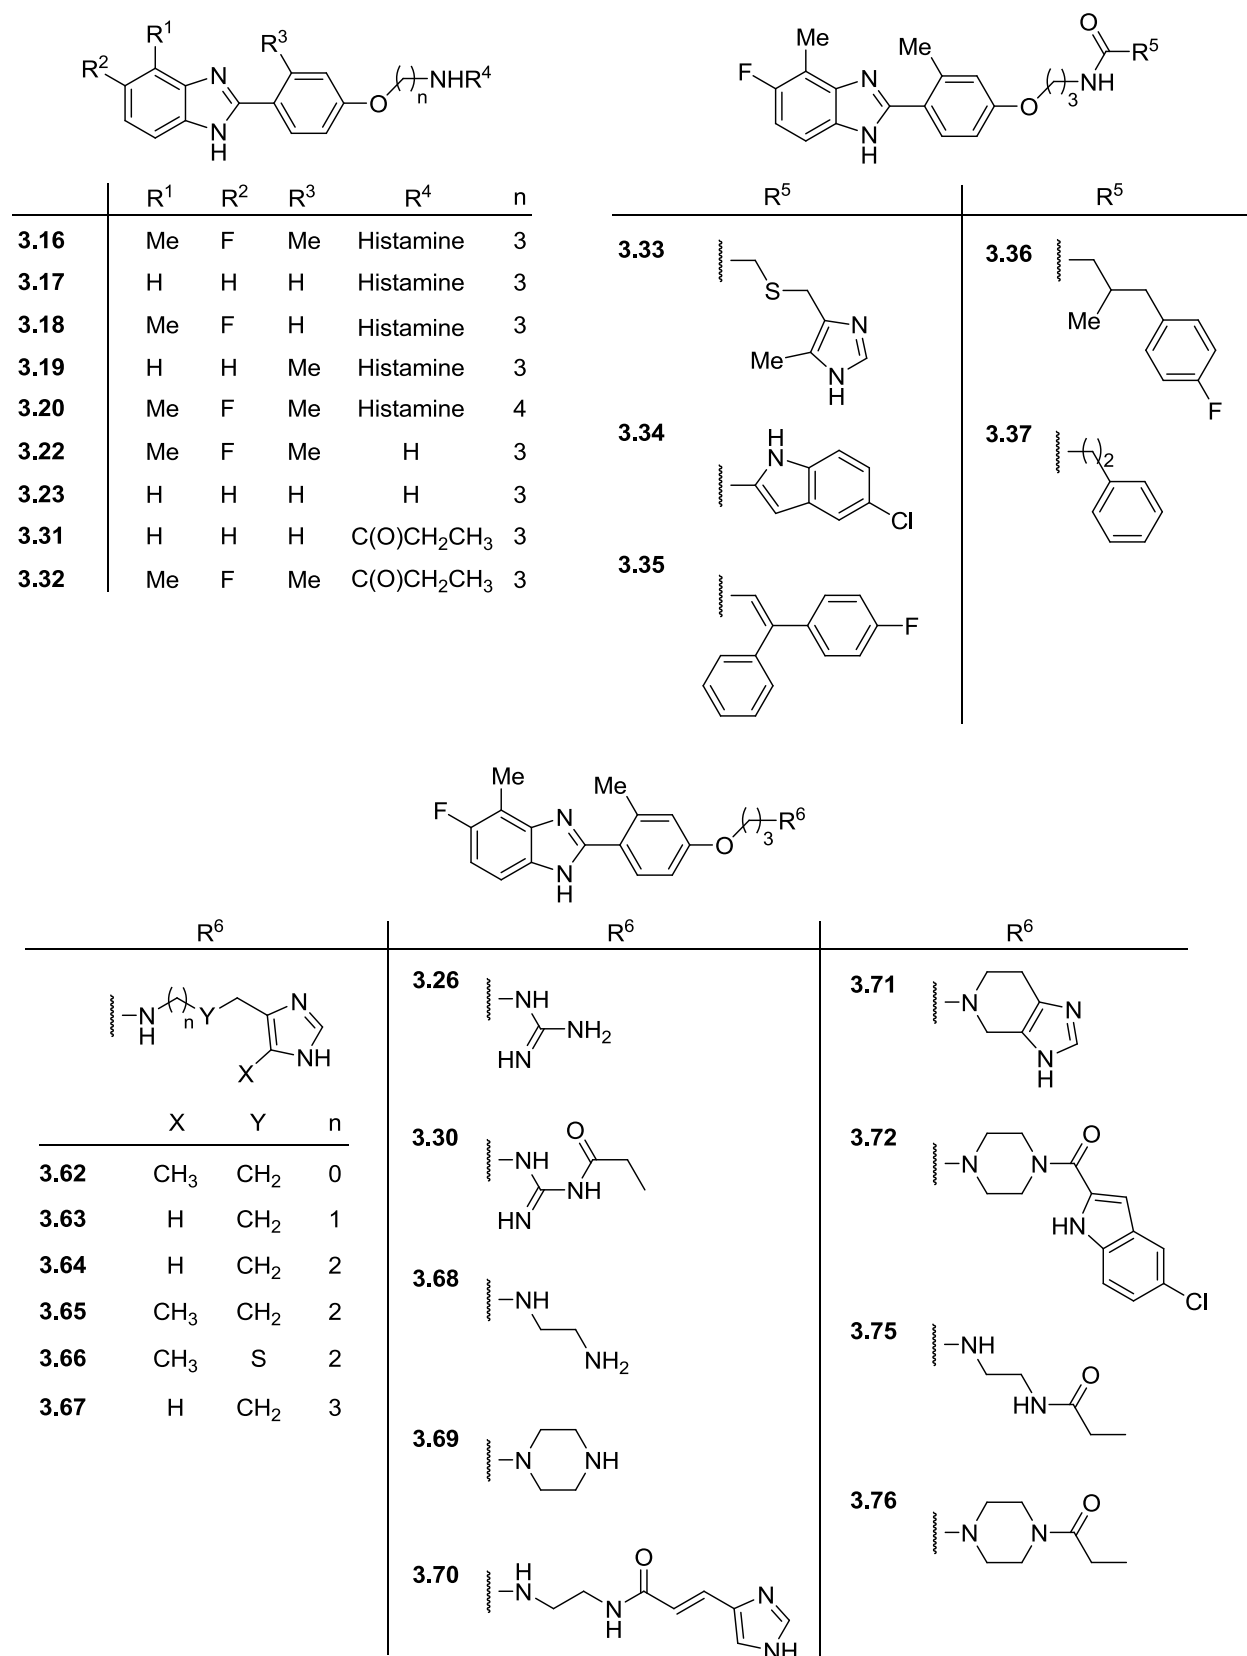 R¹
R²
R³
N
N
H
O
( )n
NHR⁴
R¹ R² R³ R⁴ n
3.16 Me F Me Histamine 3
3.17 H H H Histamine 3
3.18 Me F H Histamine 3
3.19 H H Me Histamine 3
3.20 Me F Me Histamine 4
3.22 Me F Me H 3
3.23 H H H H 3
3.31 H H H C(O)CH₂CH₃ 3
3.32 Me F Me C(O)CH₂CH₃ 3
Me
F
Me
N
N
H
O
( )3
NH
O
R⁵
R⁵ R⁵
3.33
S
N
Me
N
H
3.34
H
N
Cl
3.35
F
3.36
Me
F
3.37
( )2
Me
F
Me
N
N
H
O
( )3
R⁶
R⁶ R⁶ R⁶
N
H
( )n
Y
N
NH
X
X Y n
3.62 CH₃ CH₂ 0
3.63 H CH₂ 1
3.64 H CH₂ 2
3.65 CH₃ CH₂ 2
3.66 CH₃ S 2
3.67 H CH₂ 3
3.26
NH
NH₂
HN
3.30
O
NH
NH
HN
3.68
NH
NH₂
3.69
N
NH
3.70
H
N
O
N
H
N
NH
3.71
N
N
N
H
3.72
N
N
O
HN
Cl
3.75
NH
O
HN
3.76
N
N
O